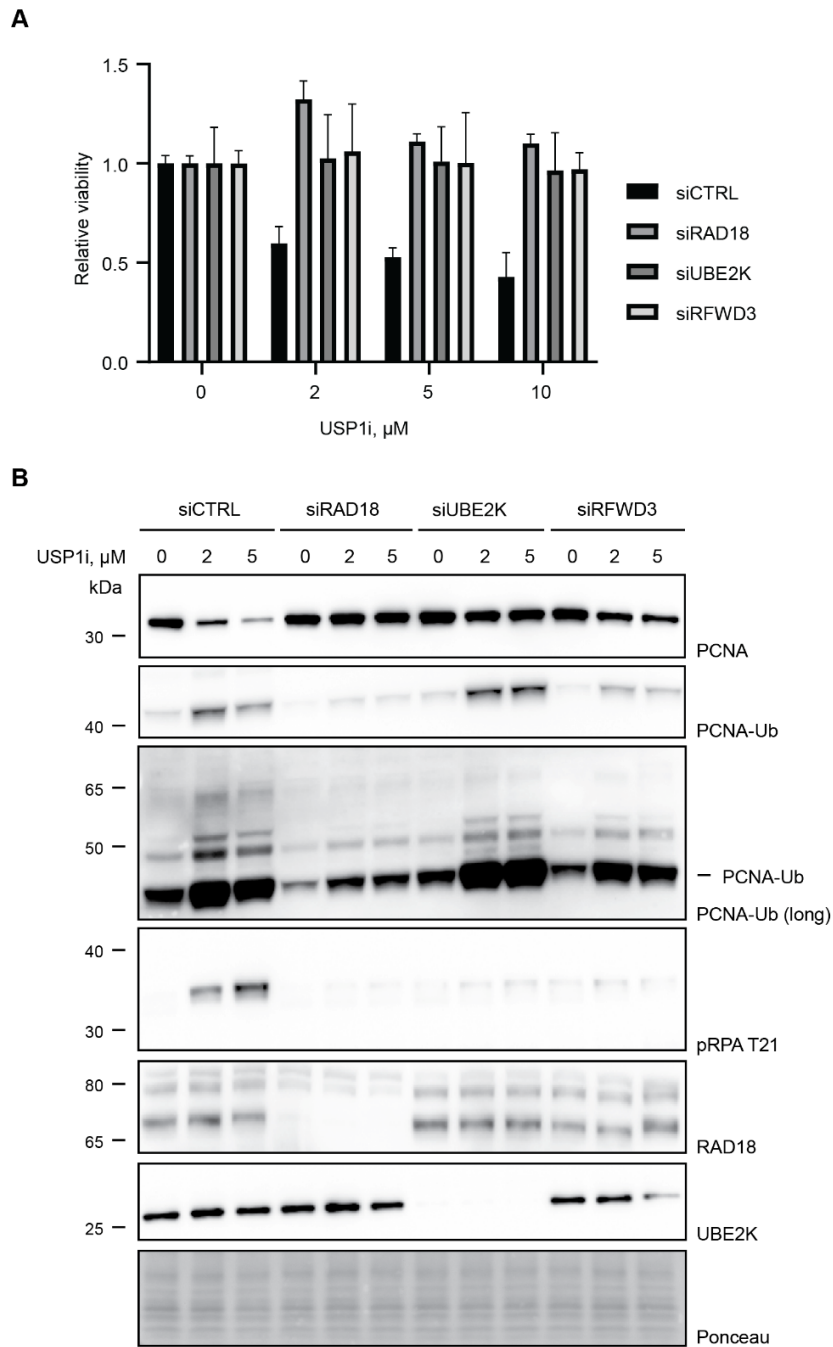 A
1.5
1.0
0.5
0.0
Relative viability
0 2 5 10
USP1i, µM
siCTRL
siRAD18
siUBE2K
siRFWD3
B
siCTRL siRAD18 siUBE2K siRFWD3
USP1i, µM 0 2 5 0 2 5 0 2 5 0 2 5
kDa
30
PCNA
40
PCNA-Ub
65
50
PCNA-Ub
PCNA-Ub (long)
40
30
pRPA T21
80
65
RAD18
25
UBE2K
Ponceau